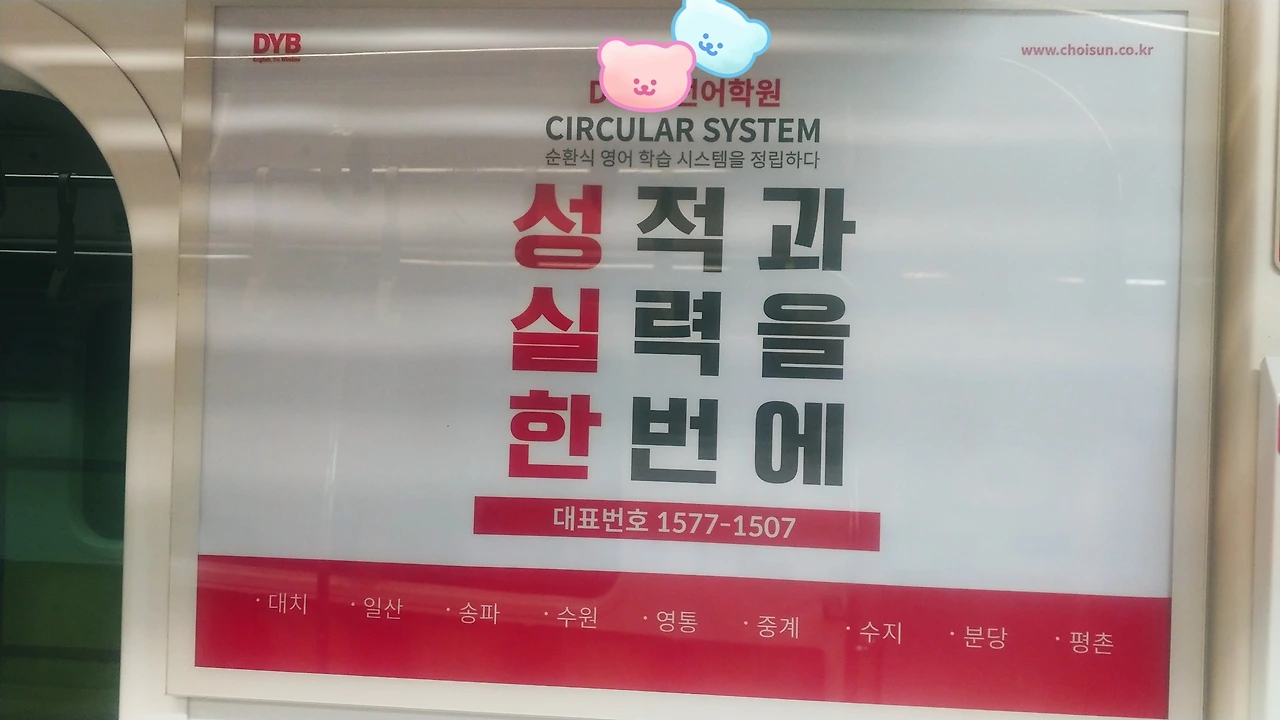 DYB
www.choisun.co.kr
어학원
CIRCULAR SYSTEM
순환식 영어 학습 시스템을 정립하다
성적과
실력을
한번에
대표번호 1577-1507
· 대치 · 일산 · 송파 · 수원 · 영통 · 중계 · 수지 · 분당 · 평촌